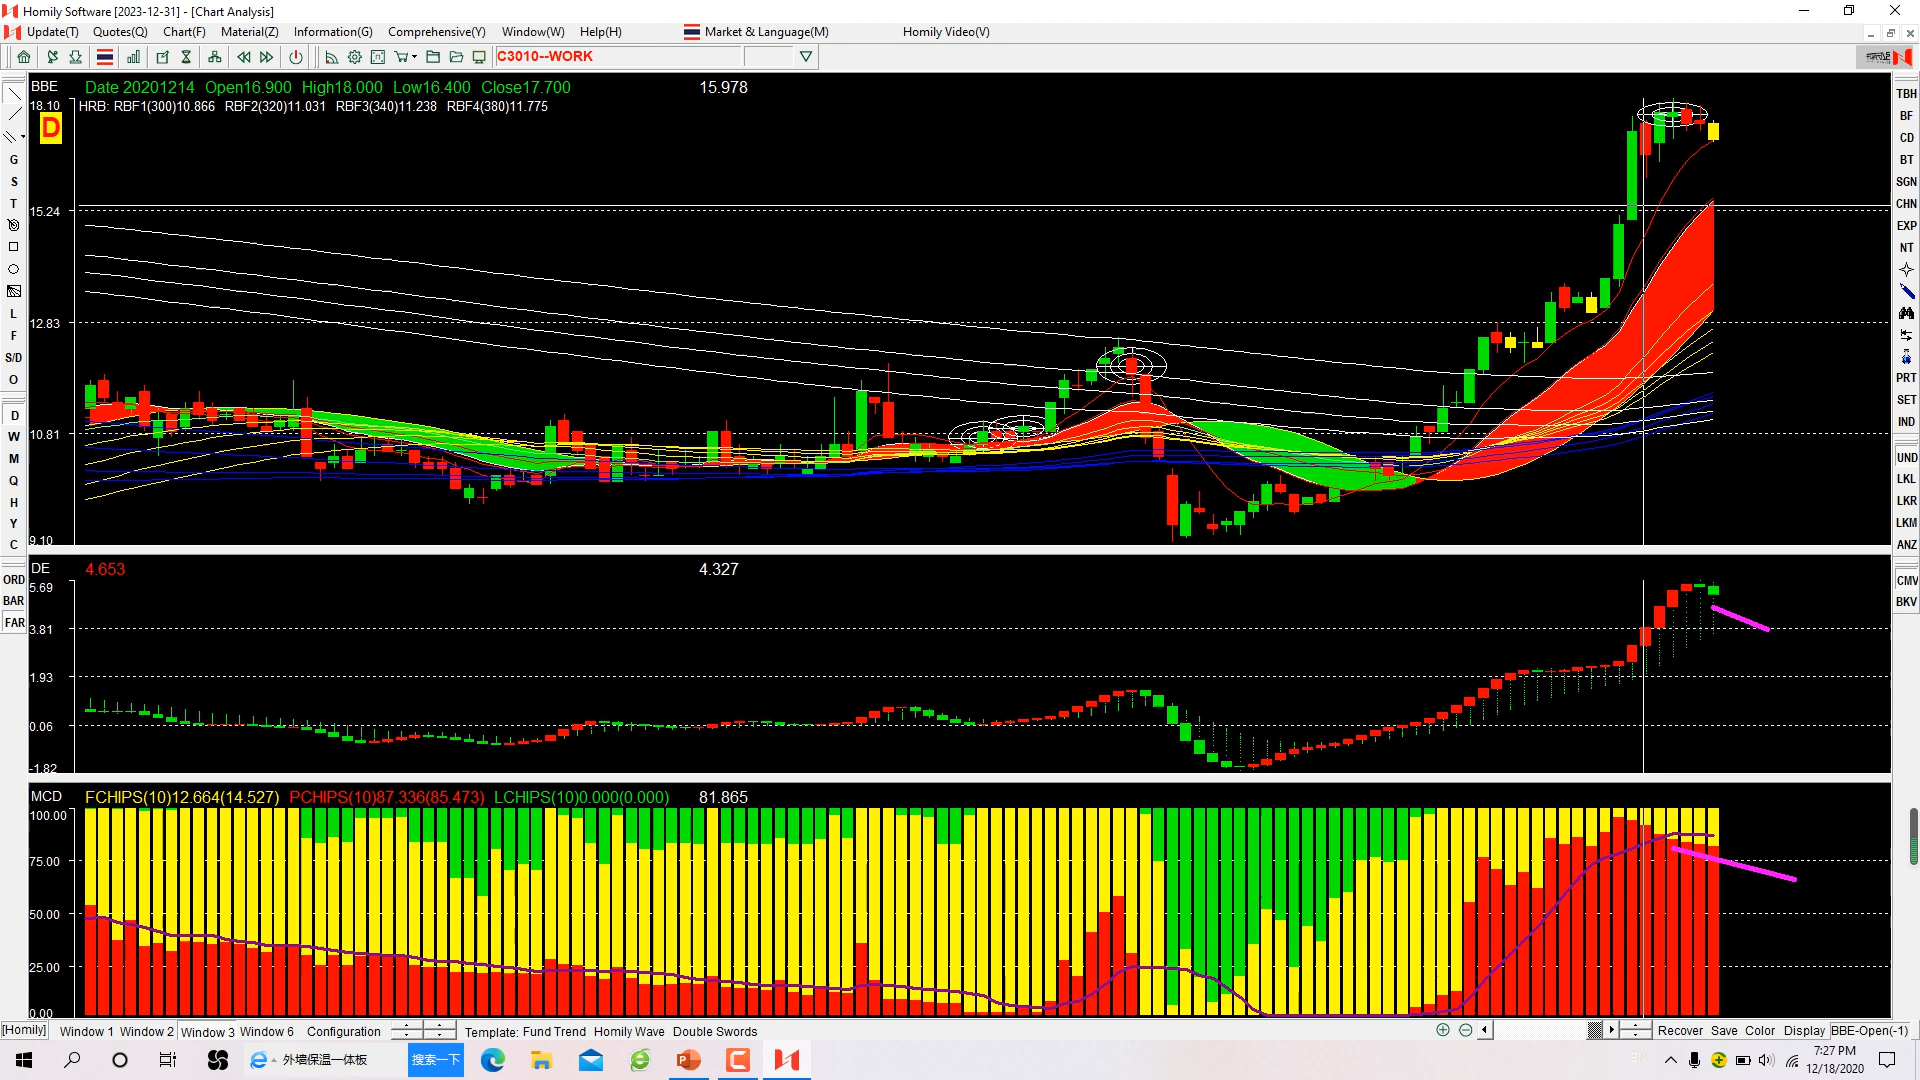 Homily Software [2023-12-31] - [Chart Analysis]
Update(T) Quotes(Q) Chart(F) Material(Z) Information(G) Comprehensive(Y) Window(W) Help(H) Market & Language(M) Homily Video(V)
C3010--WORK
BBE Date 20201214 Open16.900 High18.000 Low16.400 Close17.700 15.978
18.10 HRB: RBF1(300)10.866 RBF2(320)11.031 RBF3(340)11.238 RBF4(380)11.775
D
15.24
12.83
10.81
9.10
DE 4.653 4.327
5.69
3.81
1.93
0.06
-1.82
MCD FCHIPS(10)12.664(14.527) PCHIPS(10)87.336(85.473) LCHIPS(10)0.000(0.000) 81.865
100.00
75.00
50.00
25.00
0.00
G
S
T
L
F
S/D
O
D
W
M
Q
H
Y
C
ORD
BAR
FAR
TBH
BF
CD
BT
SGN
CHN
EXP
NT
PRT
SET
IND
UND
LKL
LKR
LKM
ANZ
CMV
BKV
[Homily] Window 1 Window 2 Window 3 Window 6 Configuration Template: Fund Trend Homily Wave Double Swords Recover Save Color Display BBE-Open(-1)
外墙保温一体板 搜索一下
7:27 PM
12/18/2020